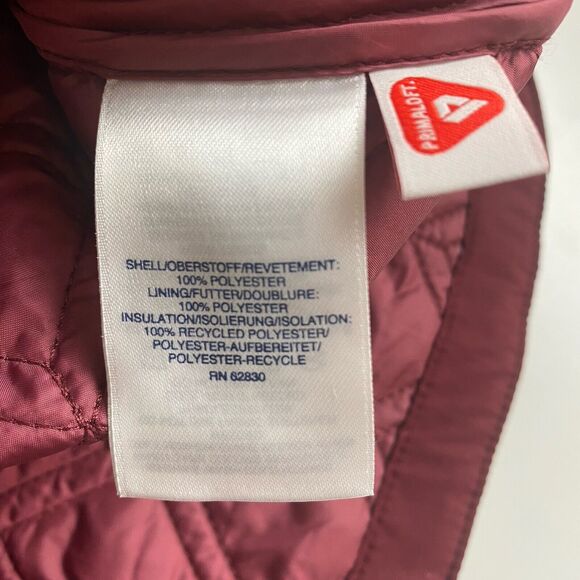 PRIMALOFT.
SHELL/OBERSTOFF/REVETEMENT:
100% POLYESTER
LINING/FUTTER/DOUBLURE:
100% POLYESTER
INSULATION/ISOLIERUNG/ISOLATION:
100% RECYCLED POLYESTER/
POLYESTER-AUFBEREITET/
POLYESTER-RECYCLE
RN 62830